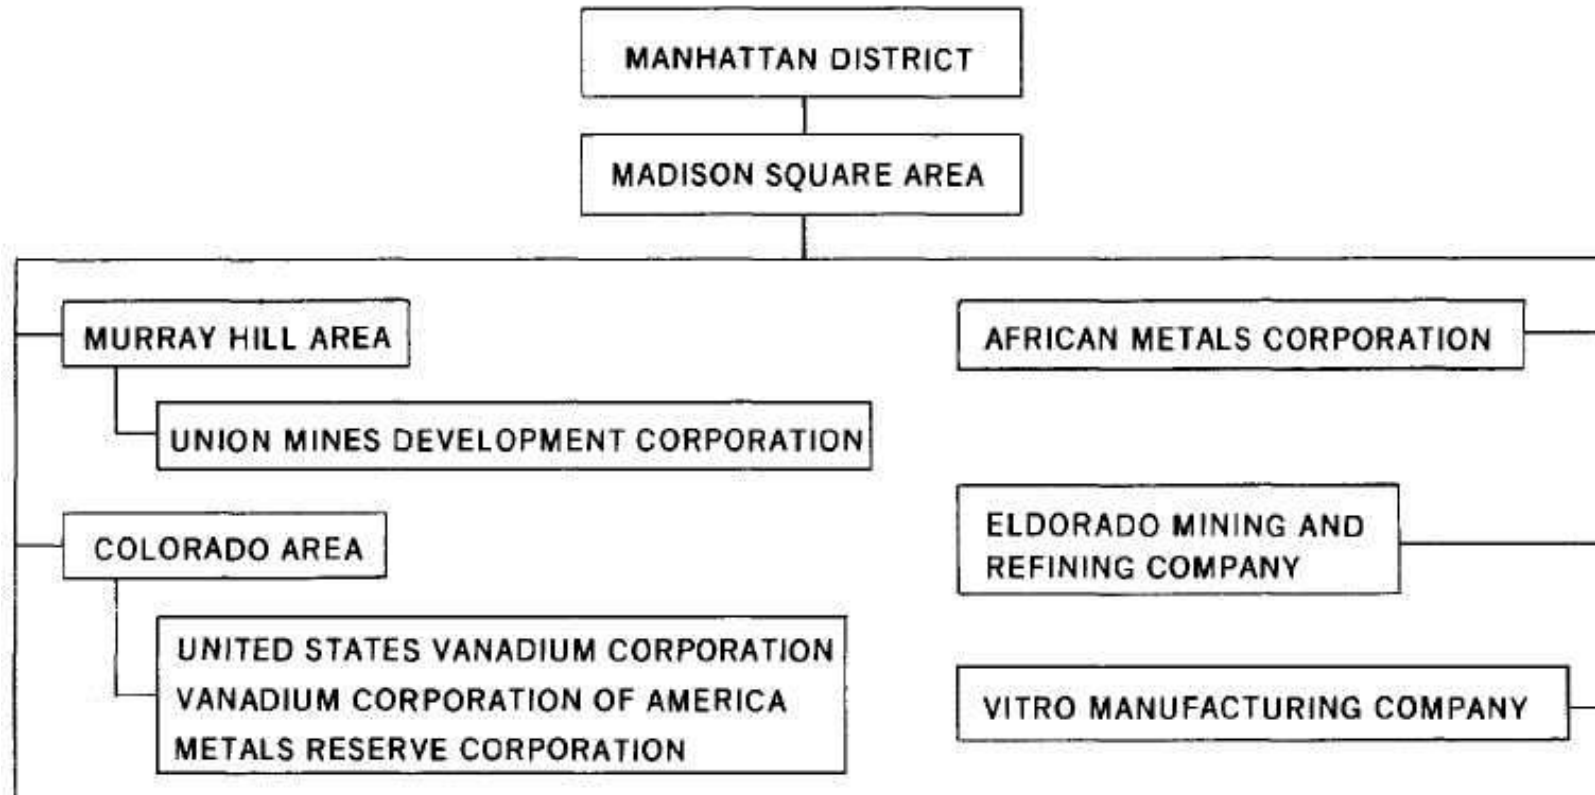 MANHATTAN DISTRICT
MADISON SQUARE AREA
MURRAY HILL AREA
UNION MINES DEVELOPMENT CORPORATION
COLORADO AREA
UNITED STATES VANADIUM CORPORATION
VANADIUM CORPORATION OF AMERICA
METALS RESERVE CORPORATION
AFRICAN METALS CORPORATION
ELDORADO MINING AND
REFINING COMPANY
VITRO MANUFACTURING COMPANY